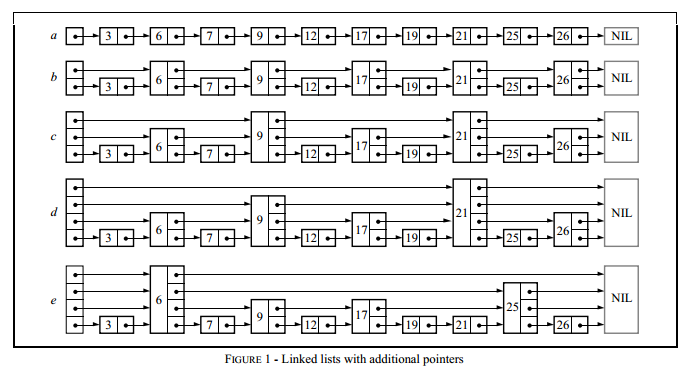 a 3 6 7 9 12 17 19 21 25 26 NIL
b 3 6 7 9 12 17 19 21 25 26 NIL
c 3 6 7 9 12 17 19 21 25 26 NIL
d 3 6 7 9 12 17 19 21 25 26 NIL
e 3 6 7 9 12 17 19 21 25 26 NIL
FIGURE 1 - Linked lists with additional pointers